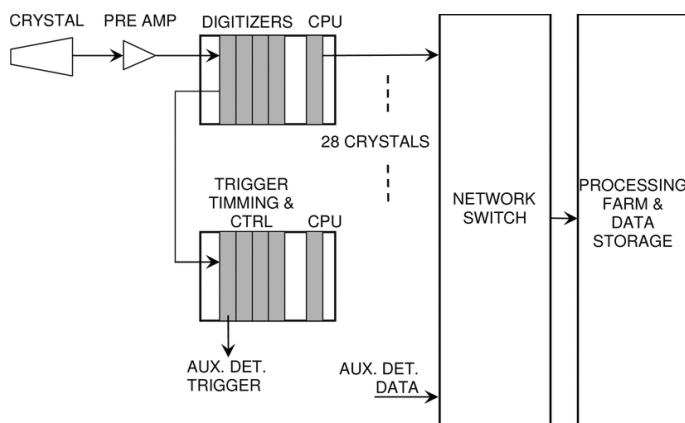 CRYSTAL
PRE AMP
DIGITIZERS
CPU
28 CRYSTALS
TRIGGER
TIMMING &
CTRL
CPU
AUX. DET.
TRIGGER
AUX. DET.
DATA
NETWORK
SWITCH
PROCESSING
FARM &
DATA
STORAGE